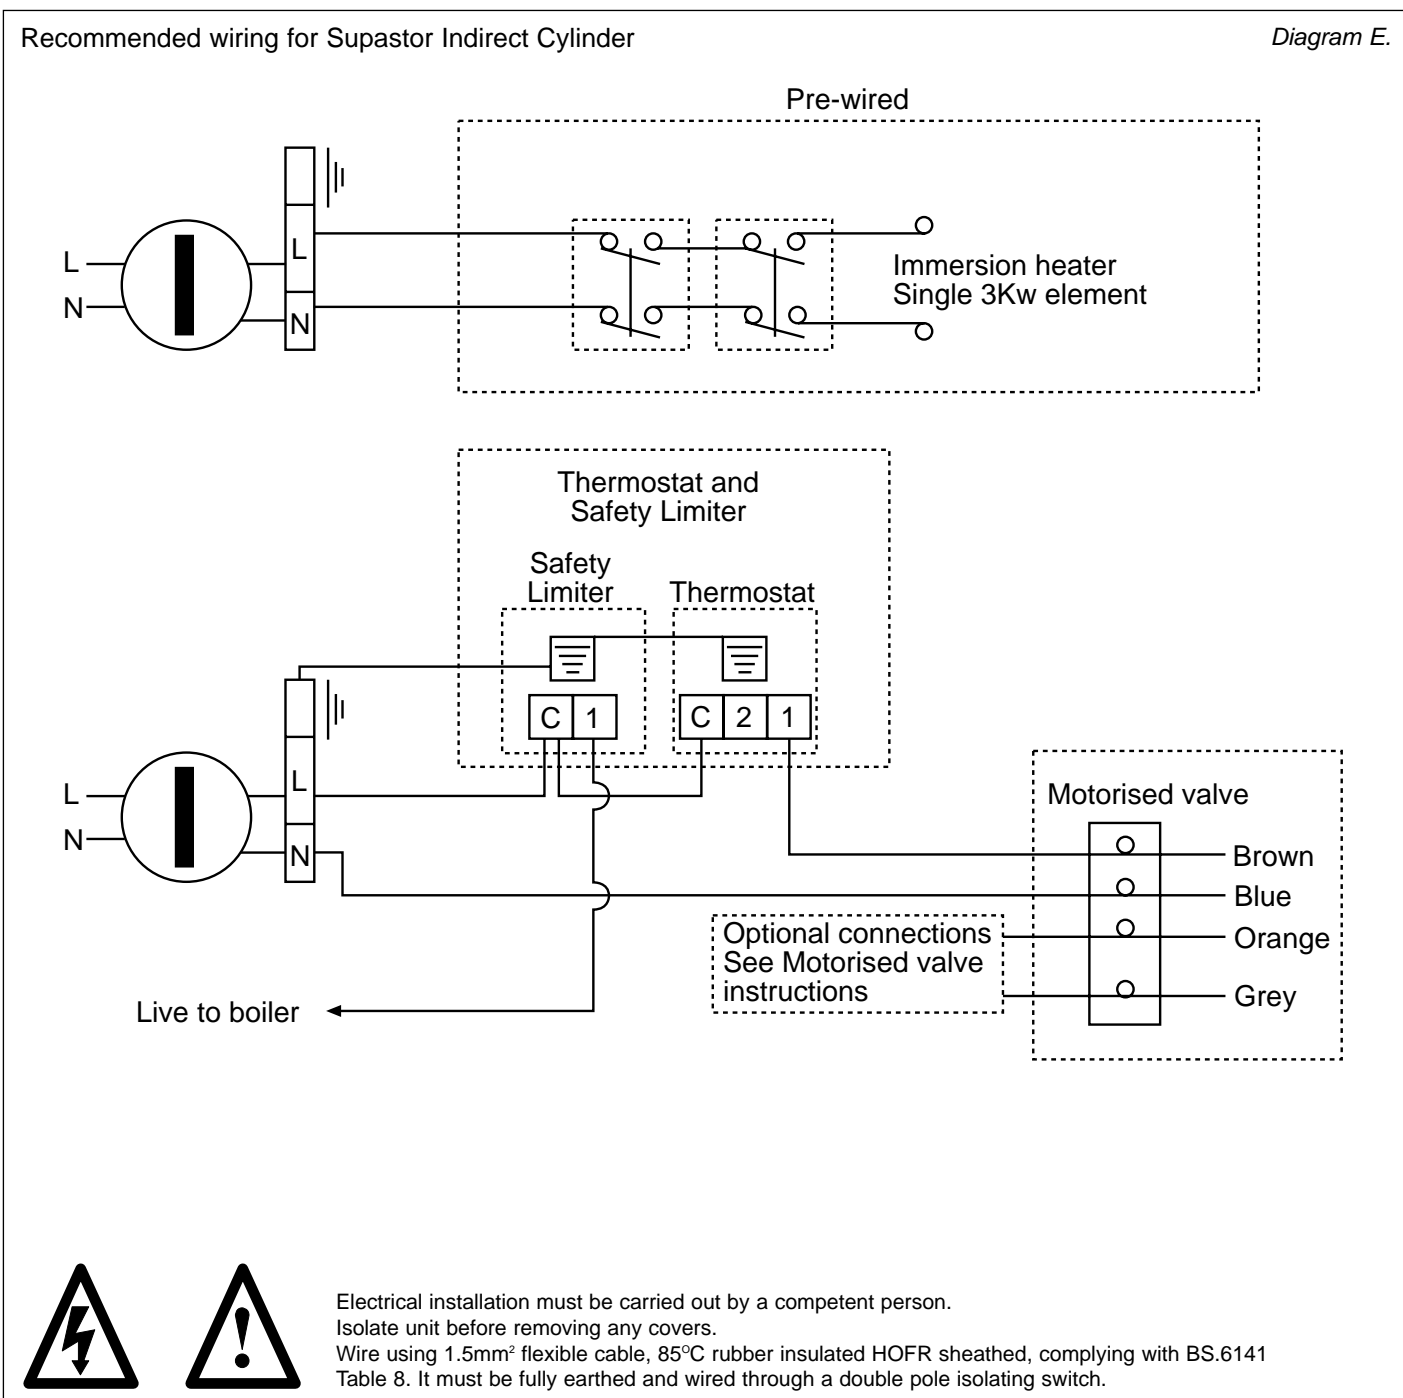 Recommended wiring for Supastor Indirect Cylinder
Diagram E.
Pre-wired
L
N
L
N
Immersion heater
Single 3Kw element
Thermostat and
Safety Limiter
Safety
Limiter
Thermostat
C 1
C 2 1
L
N
L
N
Motorised valve
Brown
Blue
Orange
Grey
Optional connections
See Motorised valve
instructions
Live to boiler
Electrical installation must be carried out by a competent person.
Isolate unit before removing any covers.
Wire using 1.5mm² flexible cable, 85°C rubber insulated HOFR sheathed, complying with BS.6141
Table 8. It must be fully earthed and wired through a double pole isolating switch.